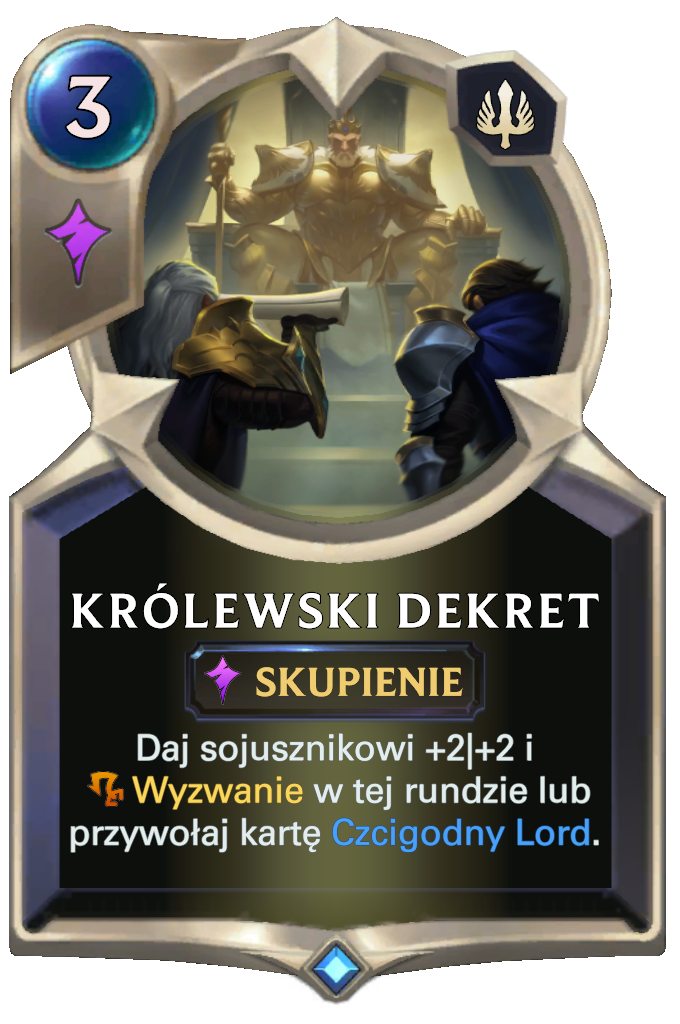 3
KRÓLEWSKI DEKRET
SKUPIENIE
Daj sojusznikowi +2|+2 i
Wyzwanie w tej rundzie lub
przywołaj kartę Czcigodny Lord.